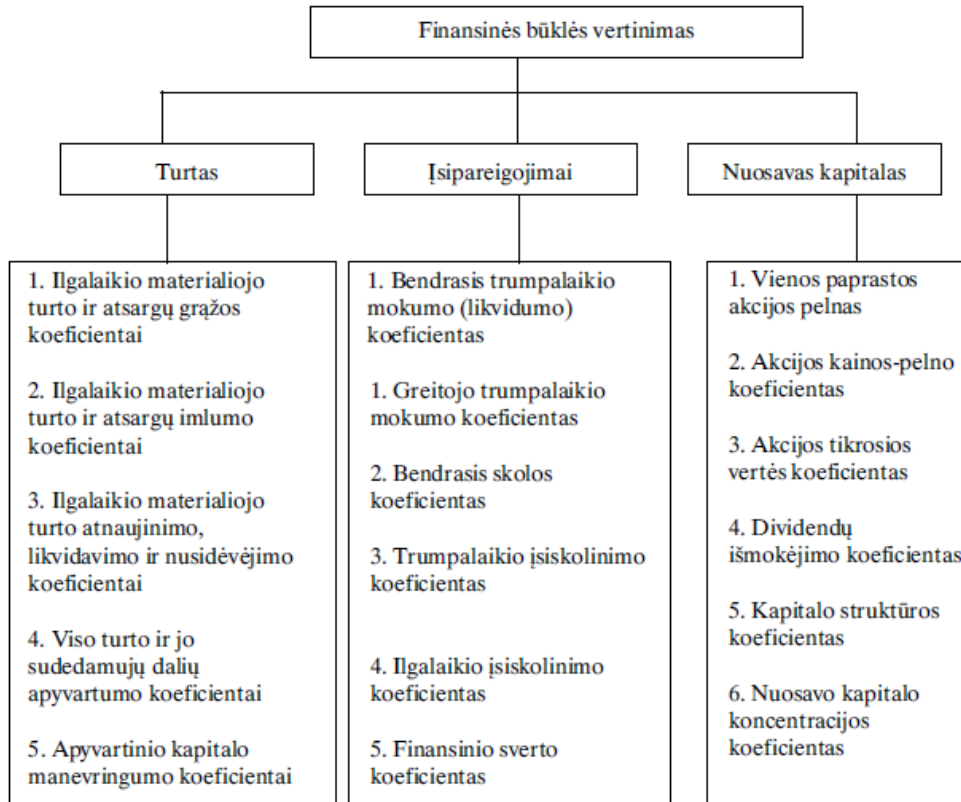 Finansinės būklės vertinimas
Turtas
Įsipareigojimai
Nuosavas kapitalas
1. Ilgalaikio materialiojo
turto ir atsargų grąžos
koeficientai
2. Ilgalaikio materialiojo
turto ir atsargų imlumo
koeficientai
3. Ilgalaikio materialiojo
turto atnaujinimo,
likvidavimo ir nusidėvėjimo
koeficientai
4. Viso turto ir jo
sudedamųjų dalių
apyvartumo koeficientai
5. Apyvartinio kapitalo
manevringumo koeficientai
1. Bendrasis trumpalaikio
mokumo (likvidumo)
koeficientas
1. Greitojo trumpalaikio
mokumo koeficientas
2. Bendrasis skolos
koeficientas
3. Trumpalaikio įsiskolinimo
koeficientas
4. Ilgalaikio įsiskolinimo
koeficientas
5. Finansinio sverto
koeficientas
1. Vienos paprastos
akcijos pelnas
2. Akcijos kainos-pelno
koeficientas
3. Akcijos tikrosios
vertės koeficientas
4. Dividendų
išmokėjimo koeficientas
5. Kapitalo struktūros
koeficientas
6. Nuosavo kapitalo
koncentracijos
koeficientas